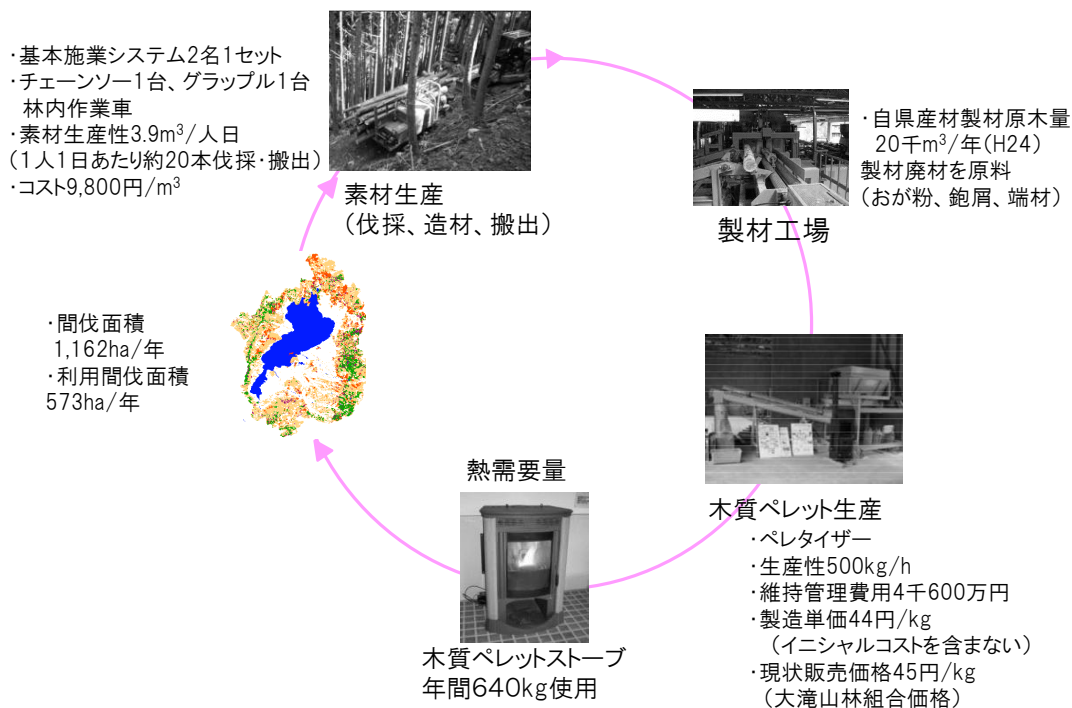 ・基本施業システム2名1セット
・チェーンソー1台、グラップル1台
林内作業車
・素材生産性3.9m³/人日
(1人1日あたり約20本伐採・搬出)
・コスト9,800円/m³
素材生産
(伐採、造材、搬出)
・自県産材製材原木量
20千m³/年(H24)
製材廃材を原料
(おが粉、鉋屑、端材)
製材工場
・間伐面積
1,162ha/年
・利用間伐面積
573ha/年
熱需要量
木質ペレットストーブ
年間640kg使用
木質ペレット生産
・ペレタイザー
・生産性500kg/h
・維持管理費用4千600万円
・製造単価44円/kg
(イニシャルコストを含まない)
・現状販売価格45円/kg
(大滝山林組合価格)